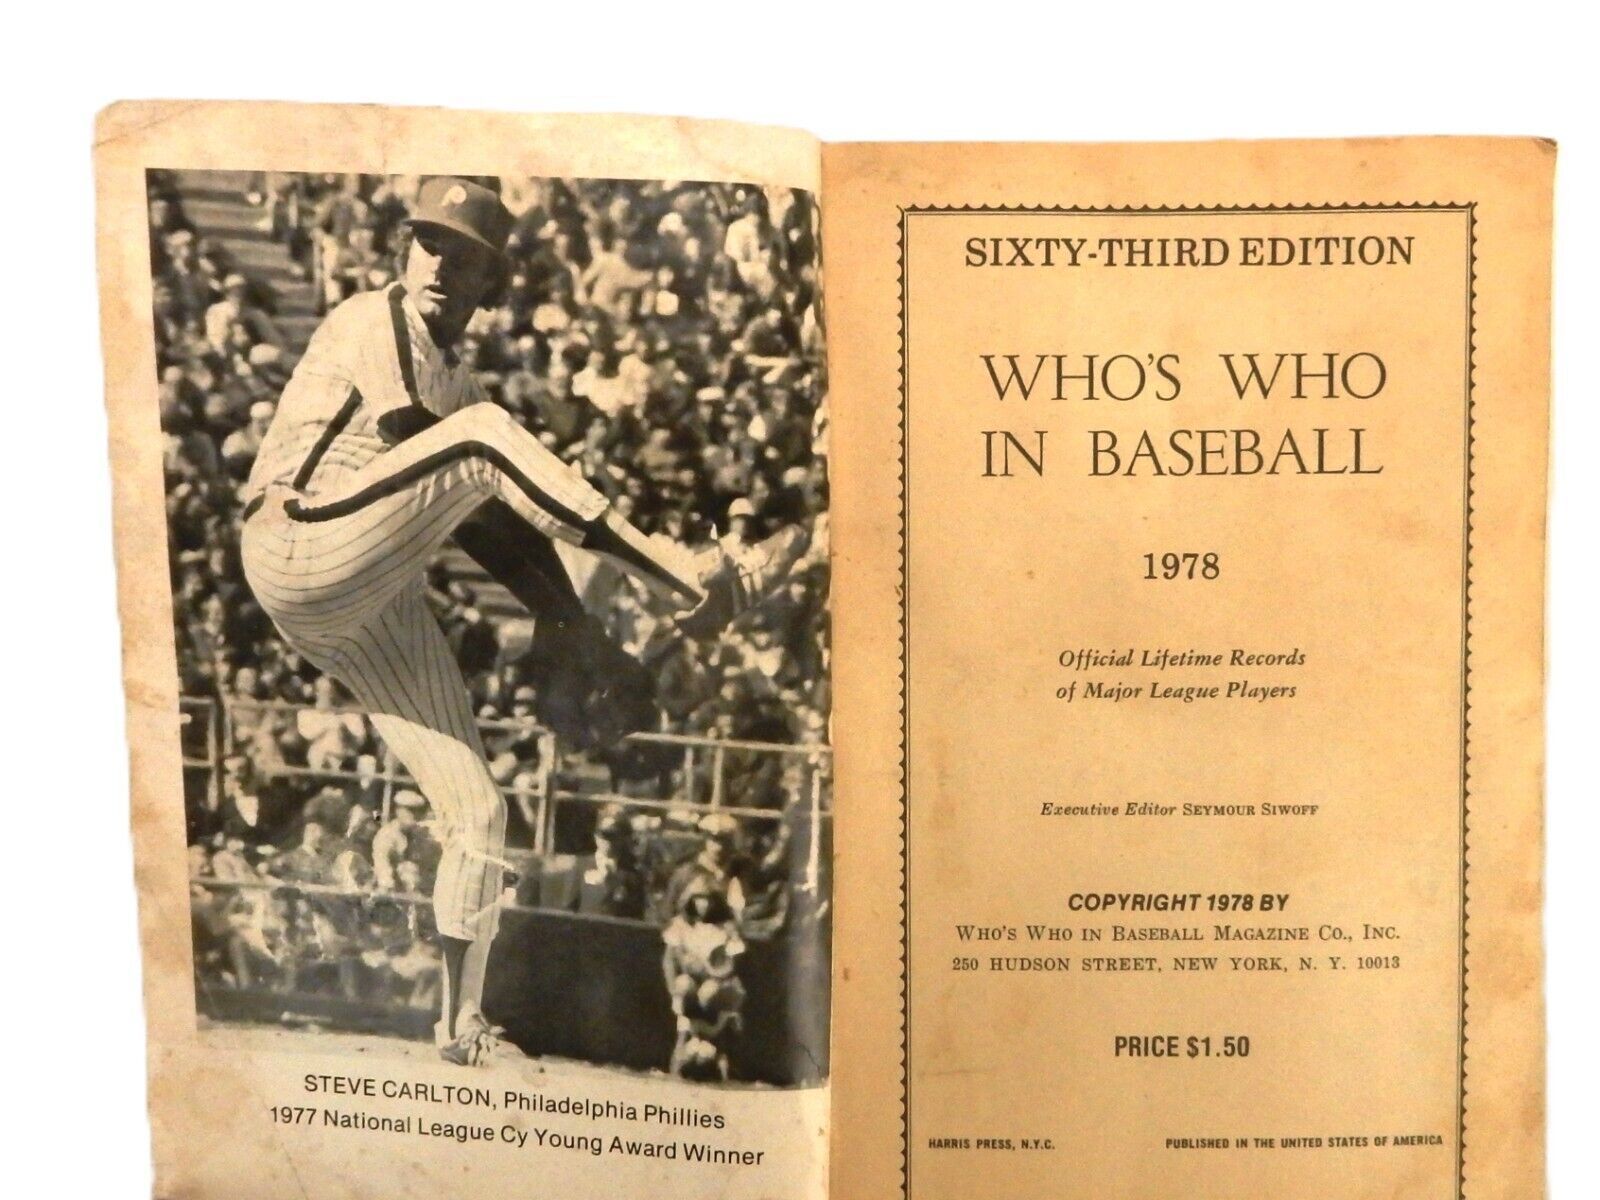 P
STEVE CARLTON, Philadelphia Phillies
1977 National League Cy Young Award Winner
SIXTY-THIRD EDITION
WHO'S WHO
IN BASEBALL
1978
Official Lifetime Records
of Major League Players
Executive Editor SEYMOUR SIWOFF
COPYRIGHT 1978 BY
WHO'S WHO IN BASEBALL MAGAZINE CO., INC.
250 HUDSON STREET, NEW YORK, N. Y. 10013
PRICE $1.50
HARRIS PRESS, N.Y.C. PUBLISHED IN THE UNITED STATES OF AMERICA